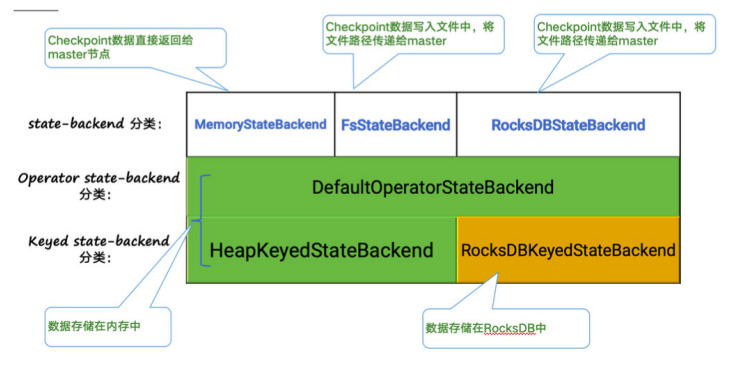 Checkpoint数据直接返回给
master节点
Checkpoint数据写入文件中，将
文件路径传递给master
Checkpoint数据写入文件中，将
文件路径传递给master
state-backend 分类：
MemoryStateBackend
FsStateBackend
RocksDBStateBackend
Operator state-backend
分类：
DefaultOperatorStateBackend
Keyed state-backend
分类：
HeapKeyedStateBackend
RocksDBKeyedStateBackend
数据存储在内存中
数据存储在RocksDB中